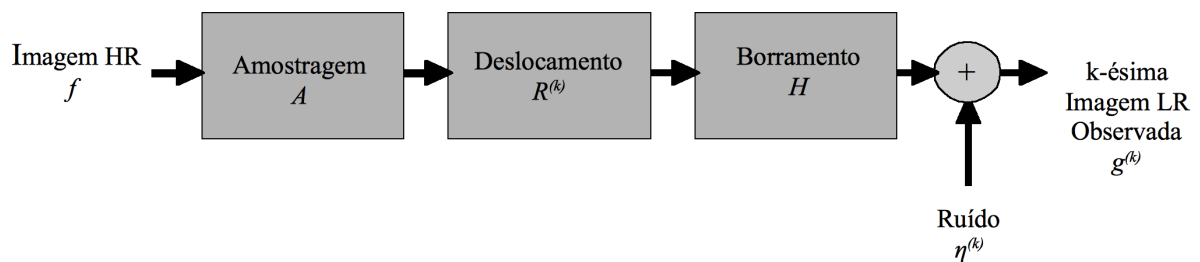 Imagem HR
f
Amostragem
A
Deslocamento
R^(k)
Borramento
H
+
k-ésima
Imagem LR
Observada
g^(k)
Ruído
η^(k)